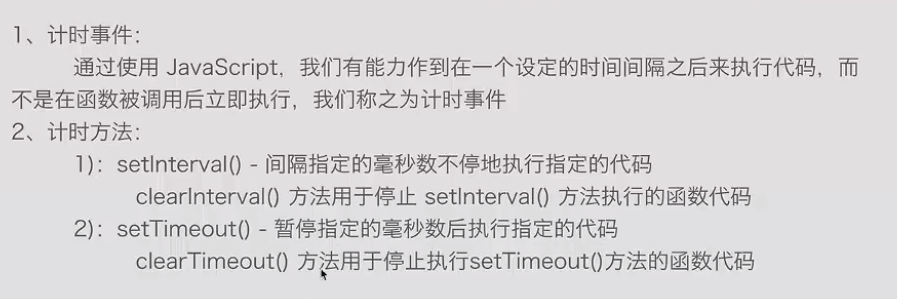 1、计时事件：
通过使用 JavaScript，我们有能力作到在一个设定的时间间隔之后来执行代码，而
不是在函数被调用后立即执行，我们称之为计时事件
2、计时方法：
1)：setInterval() - 间隔指定的毫秒数不停地执行指定的代码
clearInterval() 方法用于停止 setInterval() 方法执行的函数代码
2)：setTimeout() - 暂停指定的毫秒数后执行指定的代码
clearTimeout() 方法用于停止执行setTimeout()方法的函数代码